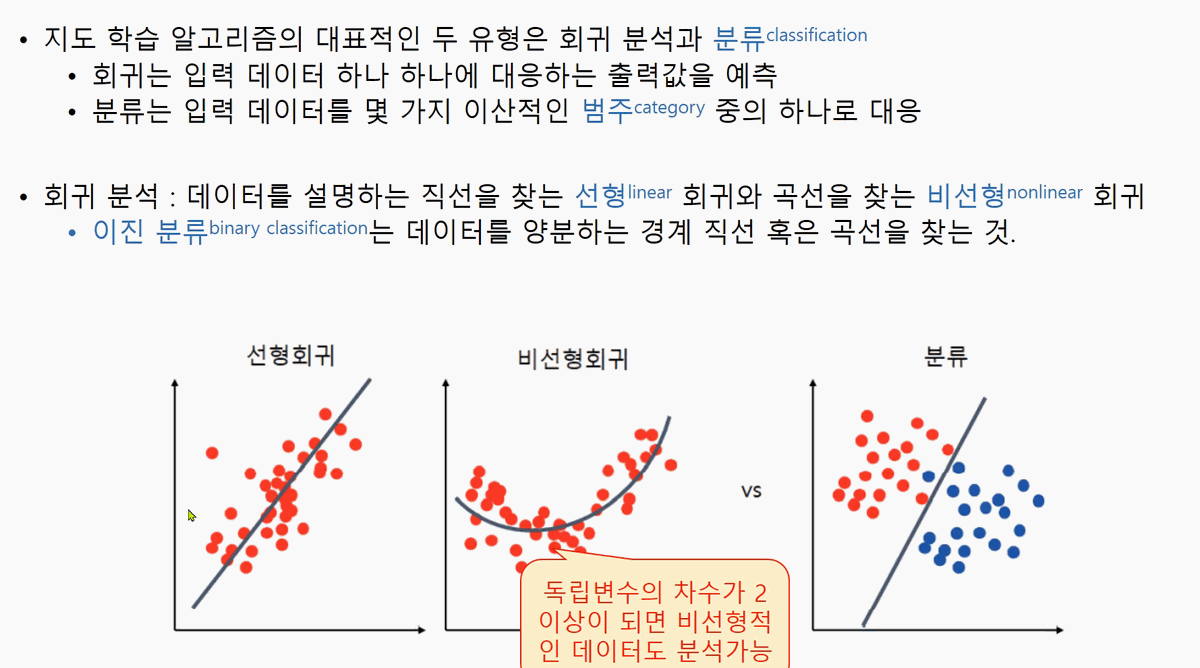 • 지도 학습 알고리즘의 대표적인 두 유형은 회귀 분석과 분류classification
• 회귀는 입력 데이터 하나 하나에 대응하는 출력값을 예측
• 분류는 입력 데이터를 몇 가지 이산적인 범주category 중의 하나로 대응
• 회귀 분석 : 데이터를 설명하는 직선을 찾는 선형linear 회귀와 곡선을 찾는 비선형nonlinear 회귀
• 이진 분류binary classification는 데이터를 양분하는 경계 직선 혹은 곡선을 찾는 것.
선형회귀
비선형회귀
vs
분류
독립변수의 차수가 2
이상이 되면 비선형적
인 데이터도 분석가능